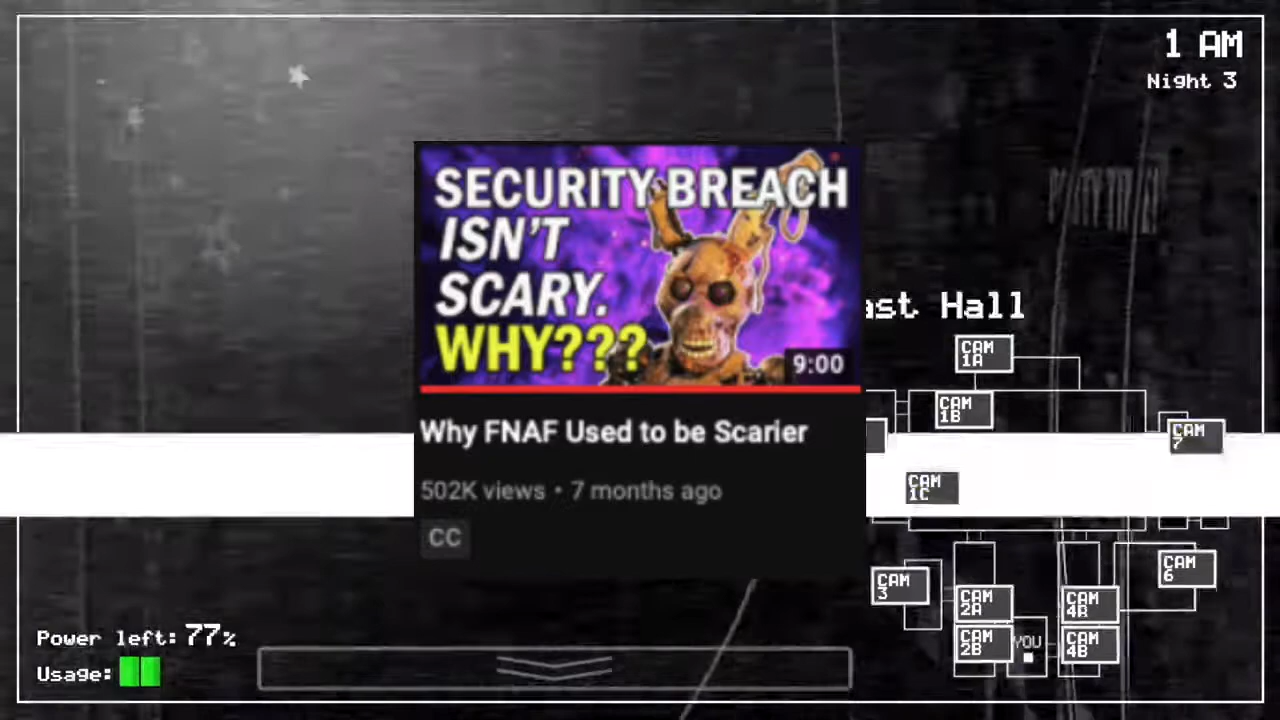 1 AM
Night 3
SECURITY BREACH
ISN'T
SCARY.
WHY???
9:00
ast Hall
CAM
1A
CAM
1B
CAM
7
Why FNAF Used to be Scarier
502K views • 7 months ago
CAM
1C
CC
CAM
3
CAM
6
CAM
2A
CAM
4A
CAM
2B
YOU
CAM
4B
Power left: 77%
Usage: